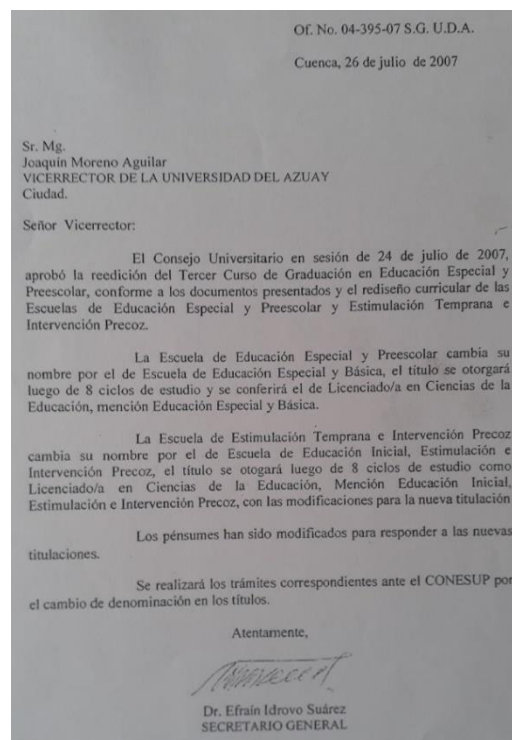 Of. No. 04-395-07 S.G. U.D.A.
Cuenca, 26 de julio de 2007
Sr. Mg.
Joaquín Moreno Aguilar
VICERRECTOR DE LA UNIVERSIDAD DEL AZUAY
Ciudad.
Señor Vicerrector:
El Consejo Universitario en sesión de 24 de julio de 2007,
aprobó la reedición del Tercer Curso de Graduación en Educación Especial y
Preescolar, conforme a los documentos presentados y el rediseño curricular de las
Escuelas de Educación Especial y Preescolar y Estimulación Temprana e
Intervención Precoz.
La Escuela de Educación Especial y Preescolar cambia su
nombre por el de Escuela de Educación Especial y Básica, el título se otorgará
luego de 8 ciclos de estudio y se conferirá el de Licenciado/a en Ciencias de la
Educación, mención Educación Especial y Básica.
La Escuela de Estimulación Temprana e Intervención Precoz
cambia su nombre por el de Escuela de Educación Inicial, Estimulación e
Intervención Precoz, el título se otogará luego de 8 ciclos de estudio como
Licenciado/a en Ciencias de la Educación, Mención Educación Inicial,
Estimulación e Intervención Precoz, con las modificaciones para la nueva titulación
Los pénsumes han sido modificados para responder a las nuevas
titulaciones.
Se realizará los trámites correspondientes ante el CONESUP por
el cambio de denominación en los títulos.
Atentamente,
Dr. Efraín Idrovo Suárez
SECRETARIO GENERAL